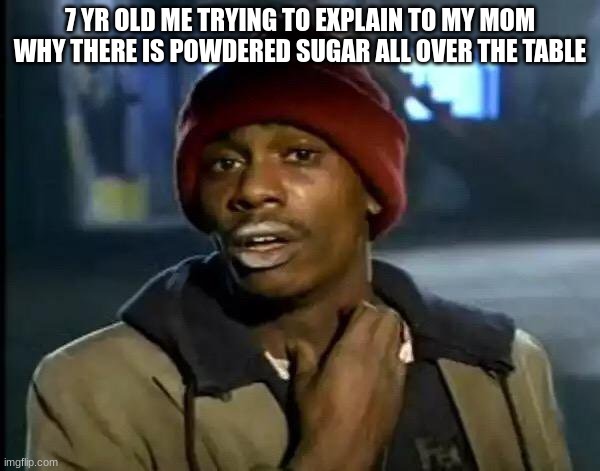 7 YR OLD ME TRYING TO EXPLAIN TO MY MOM
WHY THERE IS POWDERED SUGAR ALL OVER THE TABLE
imgflip.com